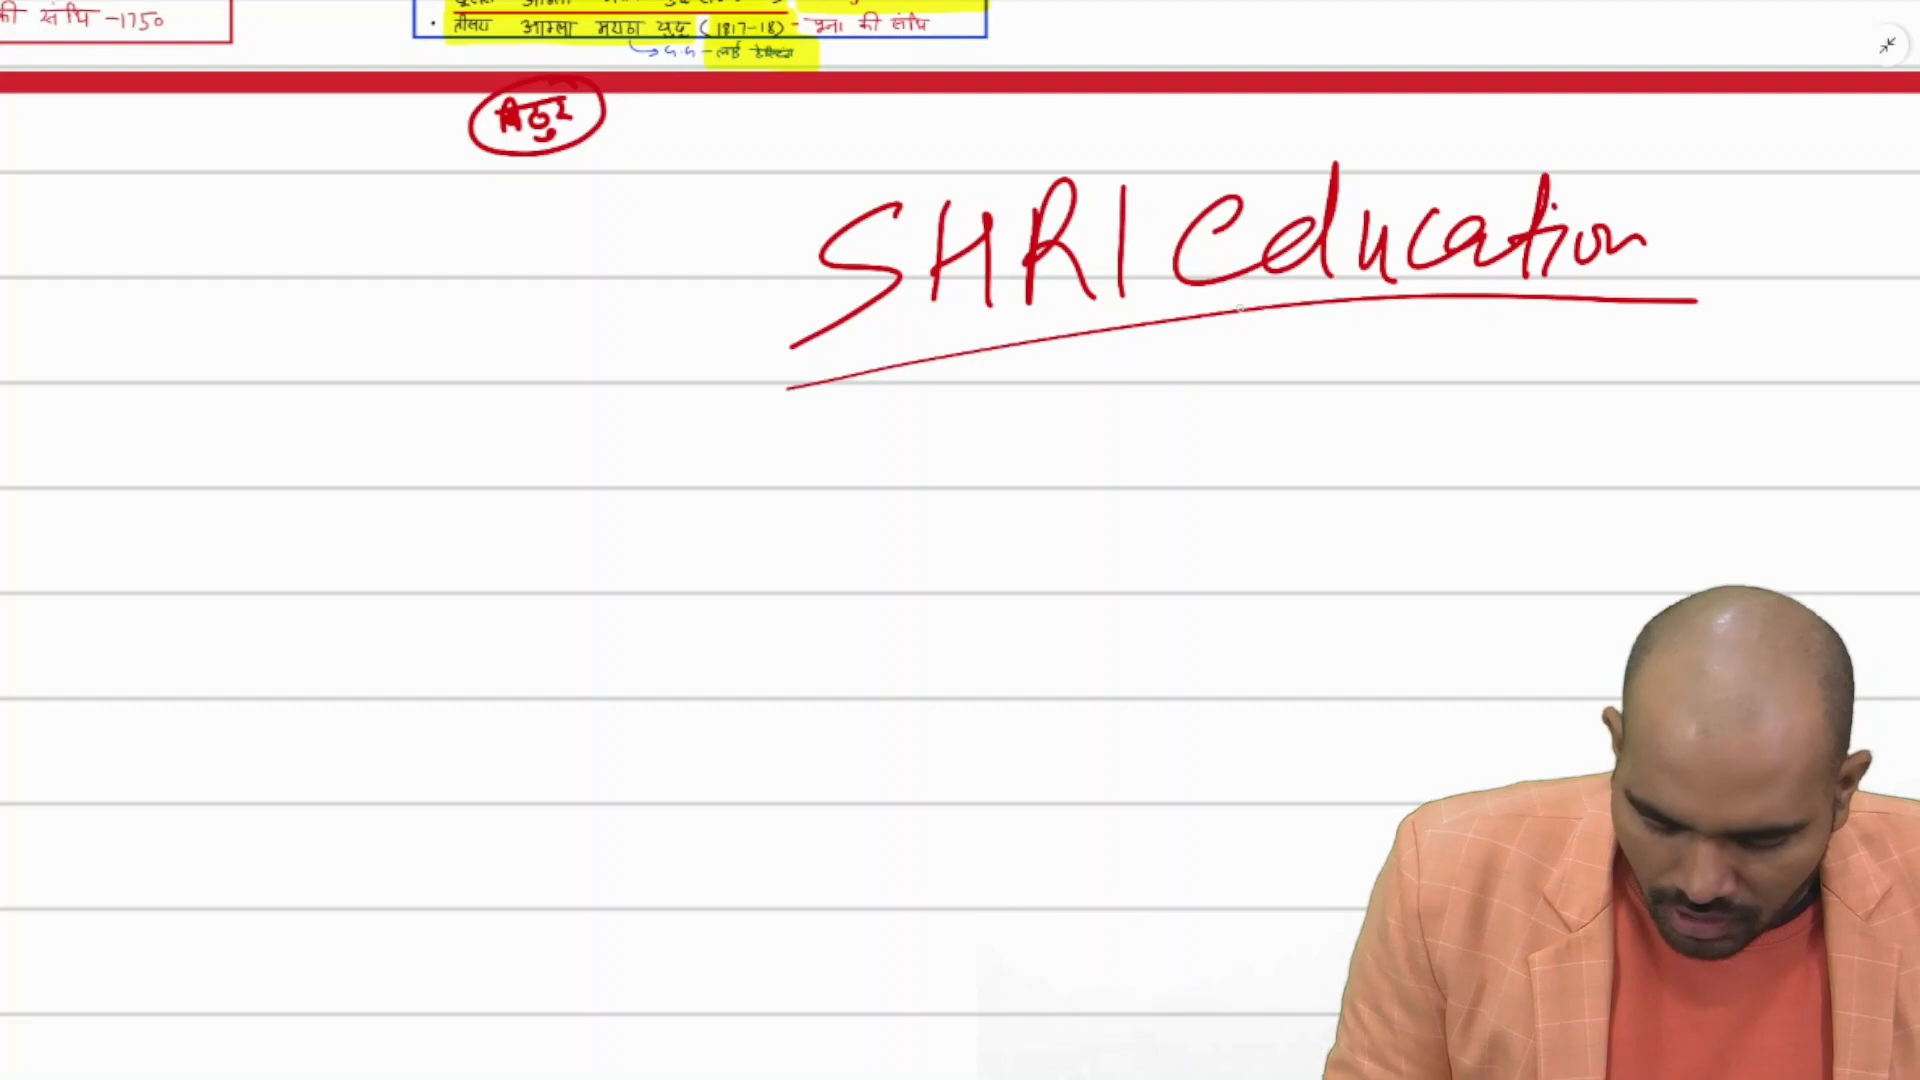 की संधि -1750
तीसरा आंग्ल मराठा युद्ध (1817-18) - पूना की संधि
लार्ड हेस्टिंग्स
बिठुर
SHRI Education